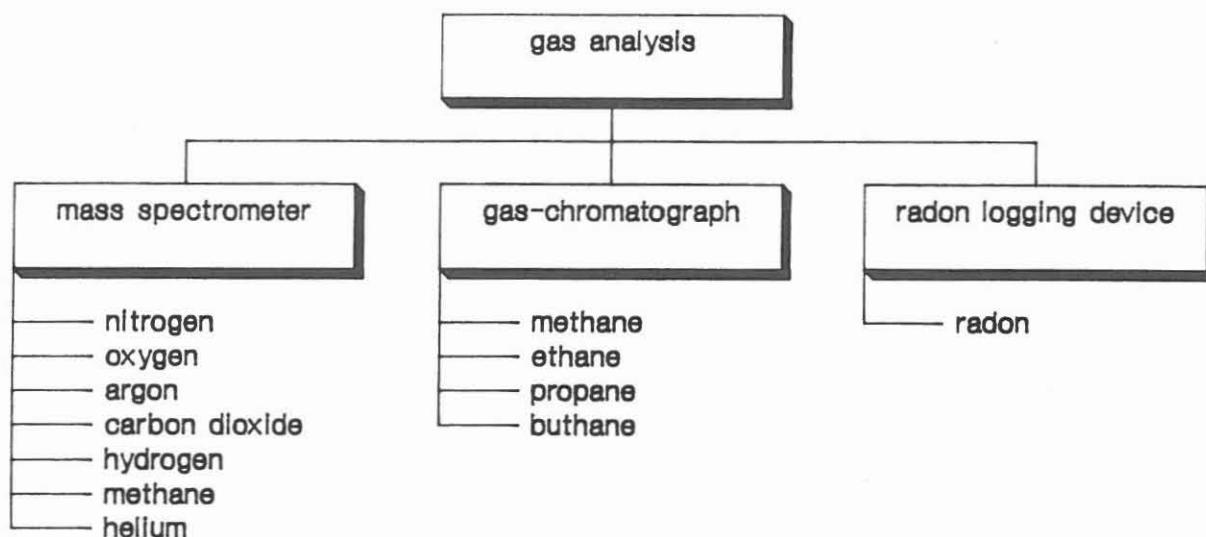 gas analysis
mass spectrometer
gas-chromatograph
radon logging device
nitrogen
oxygen
argon
carbon dioxide
hydrogen
methane
helium
methane
ethane
propane
buthane
radon